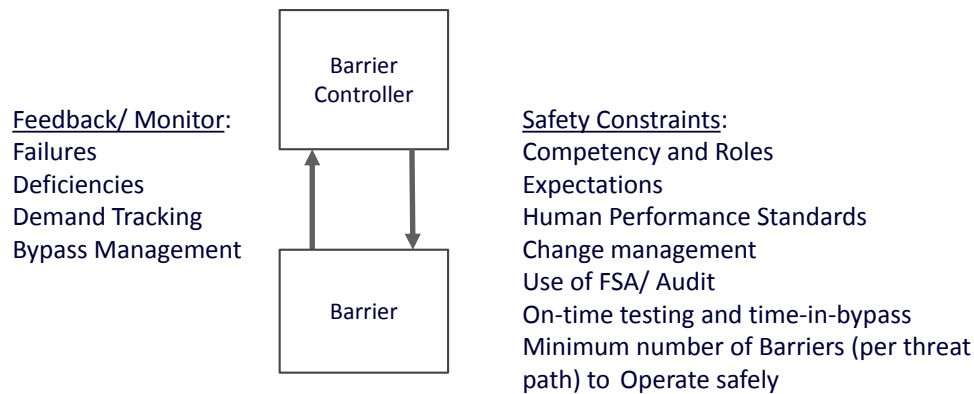 Barrier
Controller
Feedback/ Monitor:
Failures
Deficiencies
Demand Tracking
Bypass Management
Safety Constraints:
Competency and Roles
Expectations
Human Performance Standards
Change management
Use of FSA/ Audit
On-time testing and time-in-bypass
Minimum number of Barriers (per threat
path) to Operate safely
Barrier